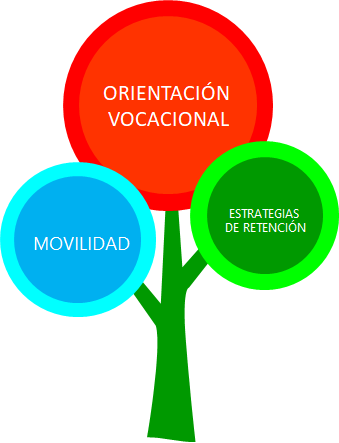 ORIENTACIÓN
VOCACIONAL
ESTRATEGIAS
DE RETENCIÓN
MOVILIDAD